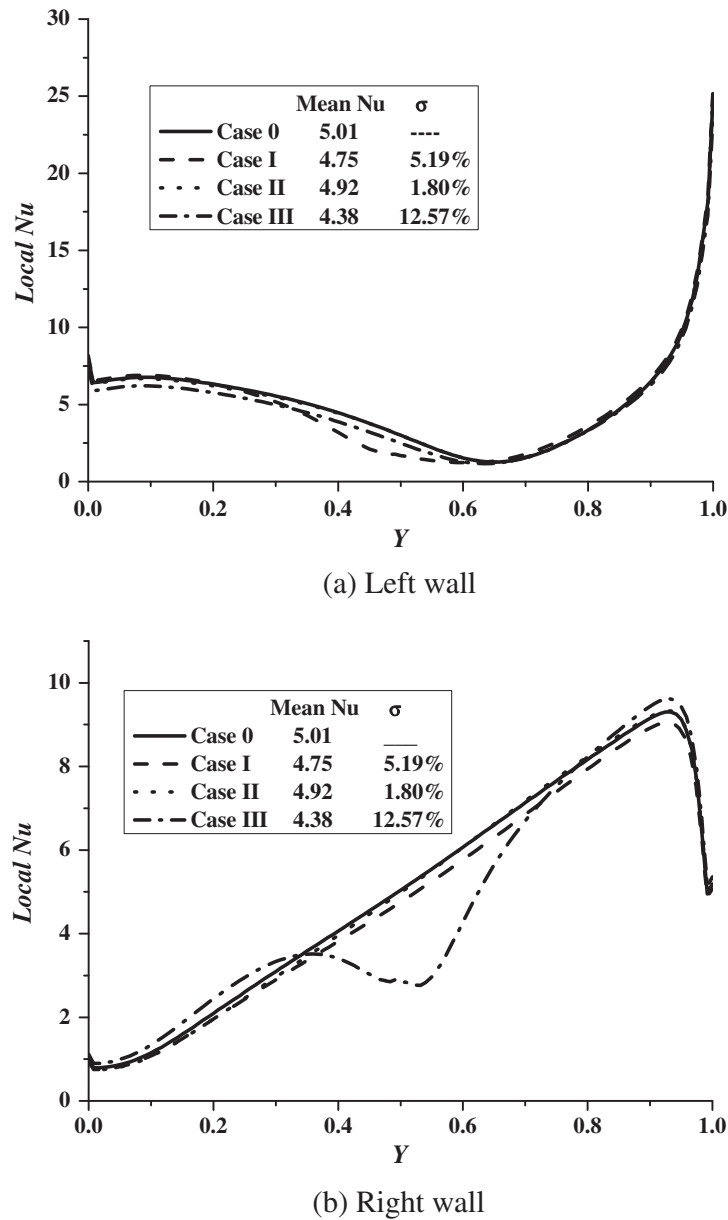 30
25
20
15
10
5
0
Local Nu
Mean Nu σ
Case 0 5.01 ----
Case I 4.75 5.19%
Case II 4.92 1.80%
Case III 4.38 12.57%
0.0 0.2 0.4 0.6 0.8 1.0
Y
(a) Left wall
10
8
6
4
2
0
Local Nu
Mean Nu σ
Case 0 5.01 ___
Case I 4.75 5.19%
Case II 4.92 1.80%
Case III 4.38 12.57%
0.0 0.2 0.4 0.6 0.8 1.0
Y
(b) Right wall